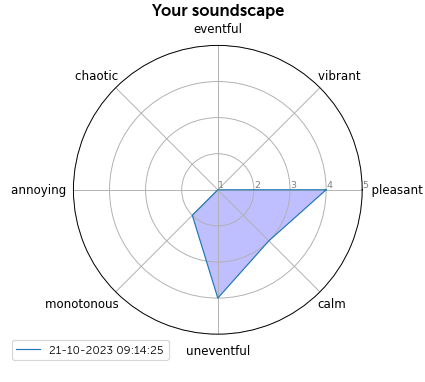 Your soundscape
eventful
chaotic
vibrant
annoying
1
2
3
4
5
pleasant
monotonous
calm
21-10-2023 09:14:25
uneventful